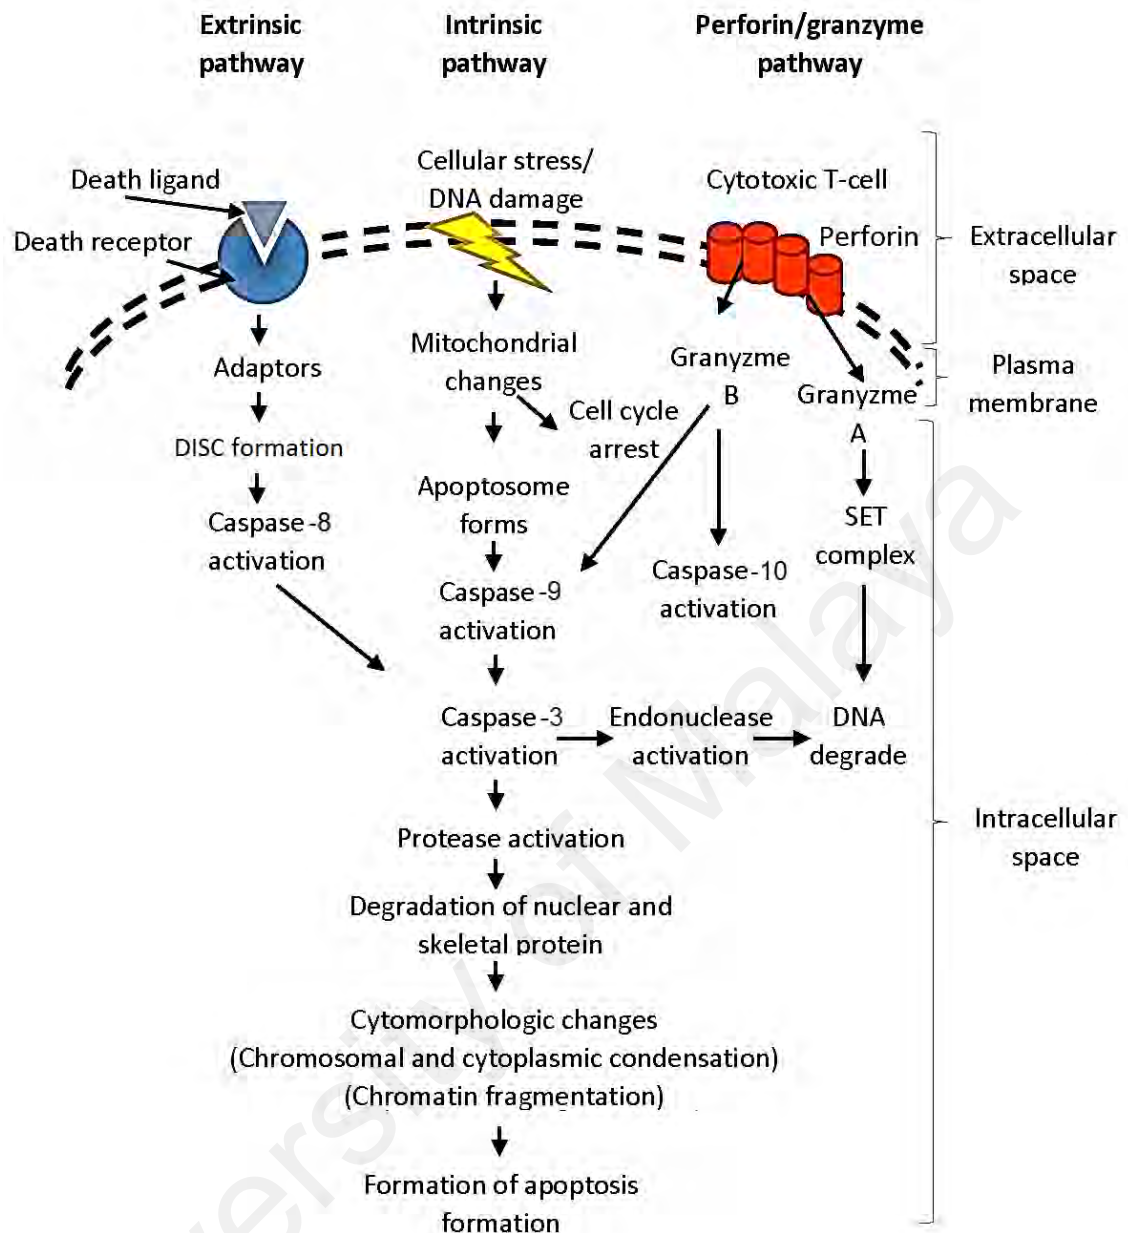 Extrinsic
pathway
Intrinsic
pathway
Perforin/granzyme
pathway
Death ligand
Death receptor
Cellular stress/
DNA damage
Cytotoxic T-cell
Perforin
Extracellular
space
Adaptors
Mitochondrial
changes
Granyzme
B
Granyzme
A
Plasma
membrane
DISC formation
Cell cycle
arrest
Caspase -8
activation
Apoptosome
forms
SET
complex
Caspase -9
activation
Caspase-10
activation
Caspase -3
activation
Endonuclease
activation
DNA
degrade
Protease activation
Intracellular
space
Degradation of nuclear and
skeletal protein
Cytomorphologic changes
(Chromosomal and cytoplasmic condensation)
(Chromatin fragmentation)
Formation of apoptosis
formation
ersity of Malaya